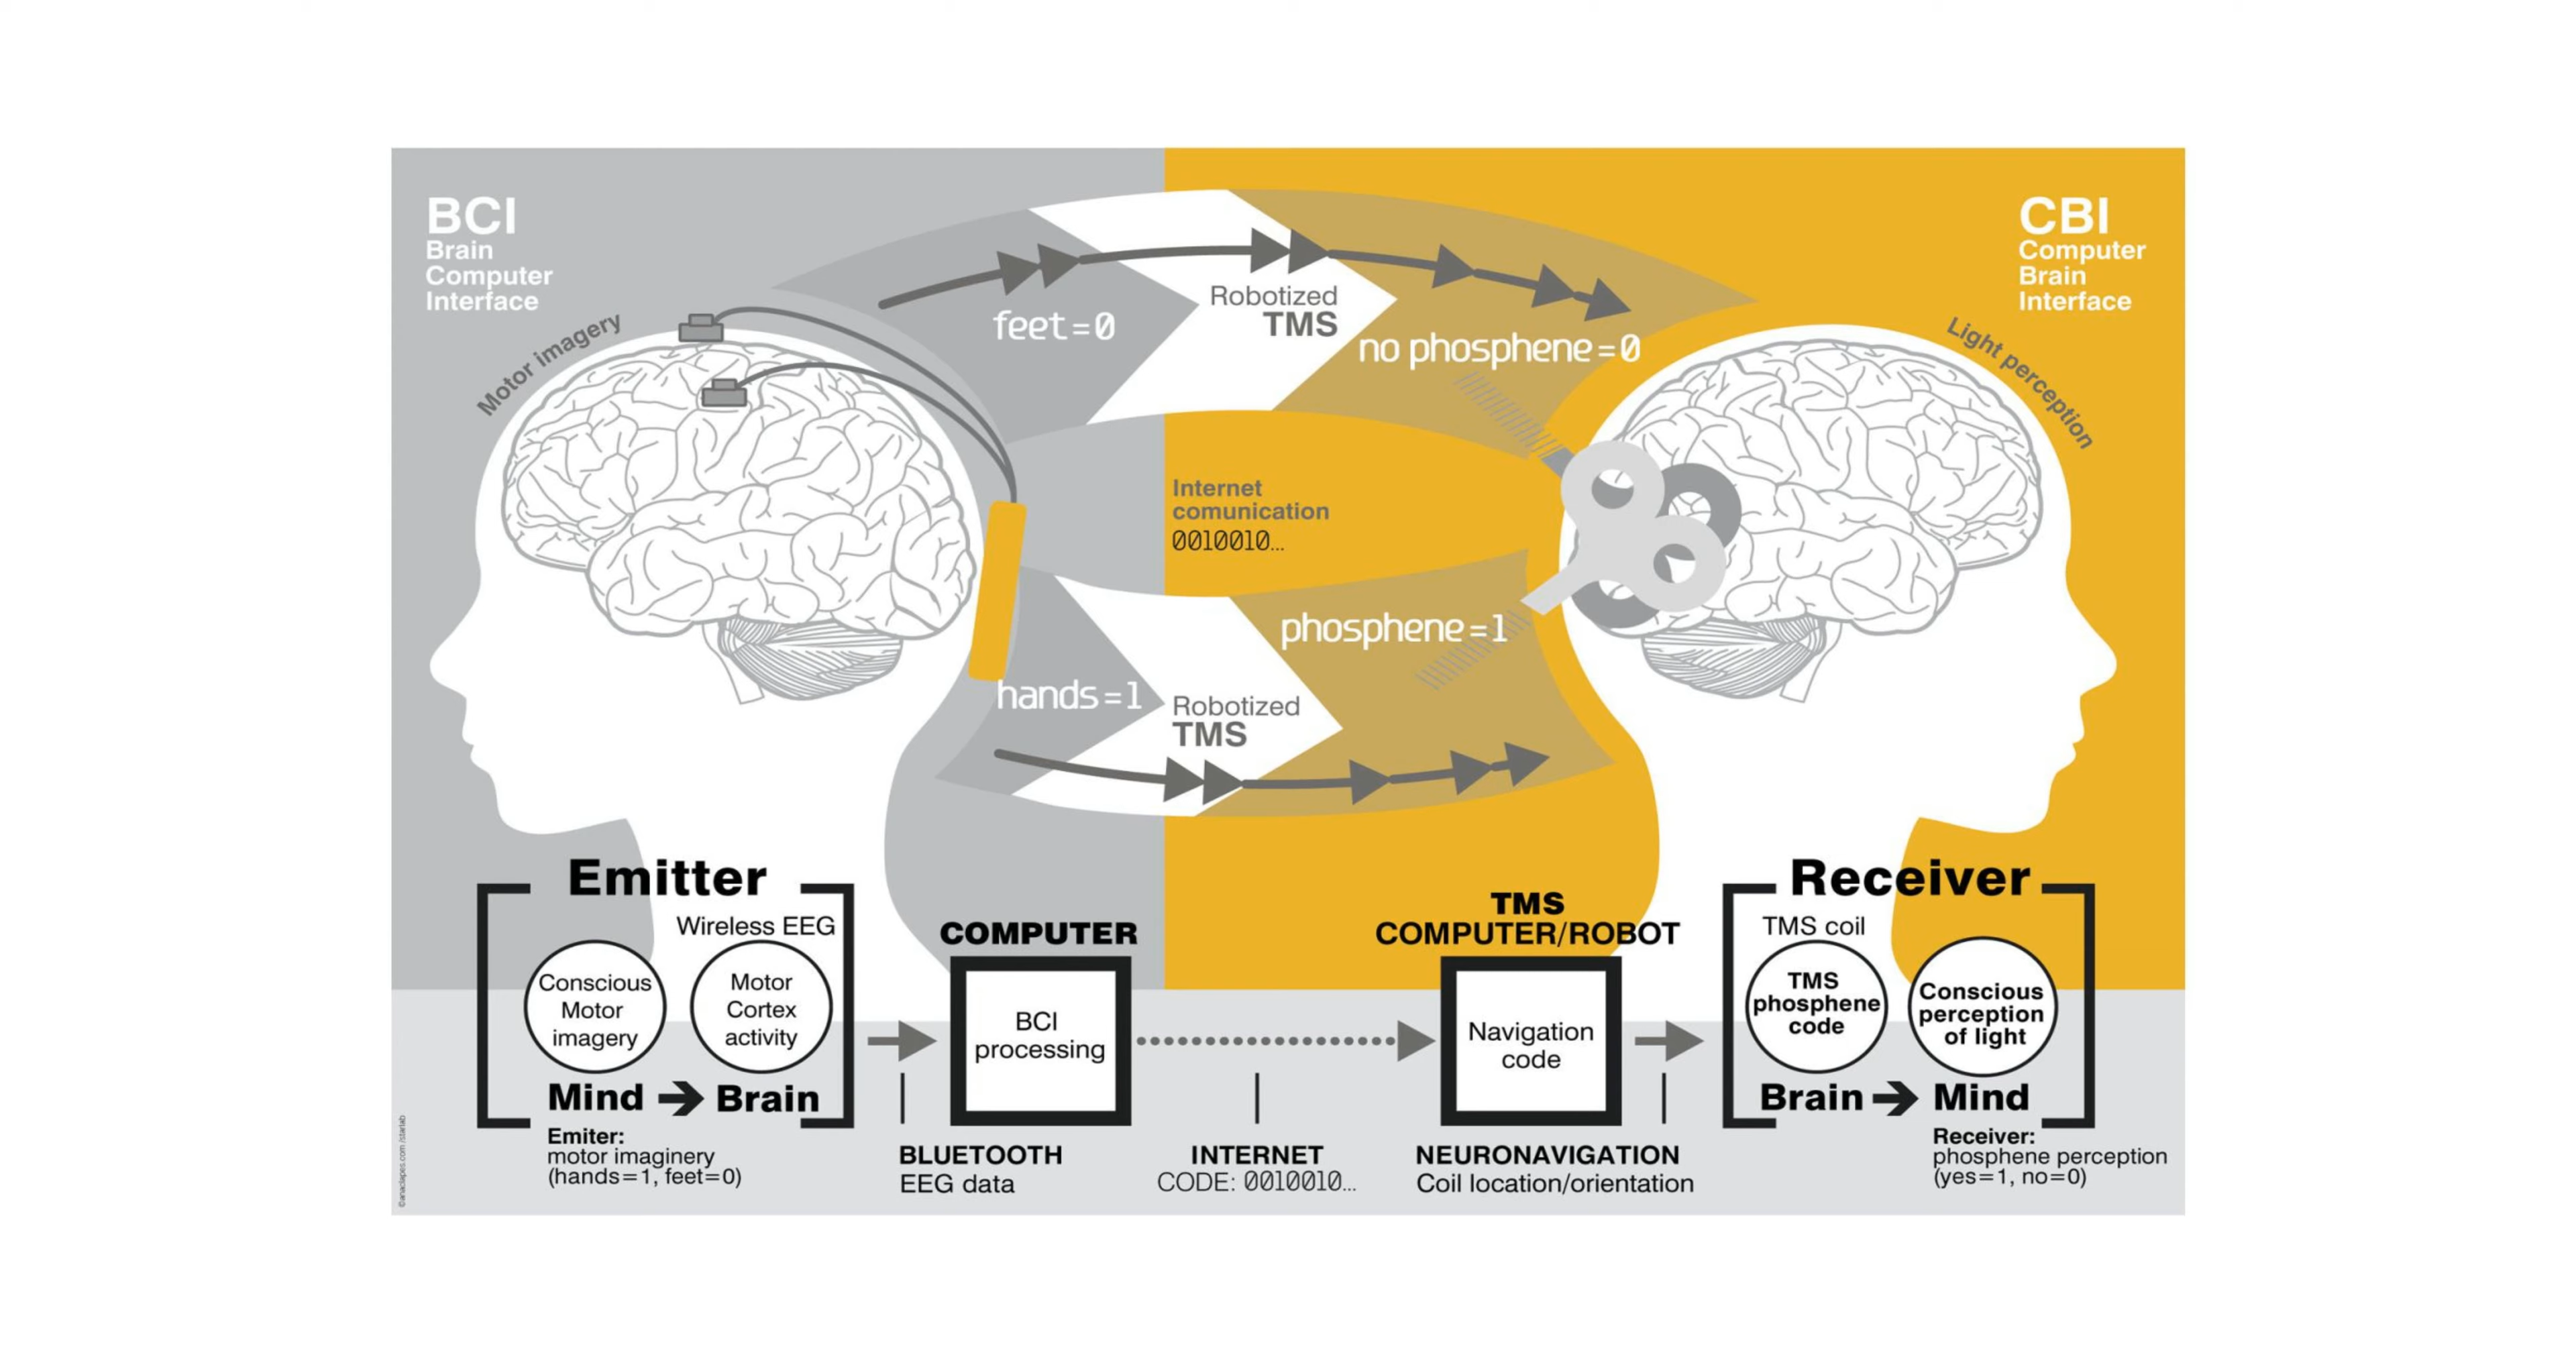 BCI
Brain
Computer
Interface
Motor imagery
feet=0
Robotized
TMS
no phosphene=0
CBI
Computer
Brain
Interface
Light perception
Internet
comunication
0010010...
hands=1
Robotized
TMS
phosphene=1
Emitter
Wireless EEG
Conscious
Motor
imagery
Motor
Cortex
activity
Mind → Brain
Emiter:
motor imaginery
(hands=1, feet=0)
COMPUTER
BCI
processing
BLUETOOTH
EEG data
INTERNET
CODE: 0010010...
TMS
COMPUTER/ROBOT
Navigation
code
NEURONAVIGATION
Coil location/orientation
Receiver
TMS coil
TMS
phosphene
code
Conscious
perception
of light
Brain → Mind
Receiver:
phosphene perception
(yes=1, no=0)
©anaclapes.com /starlab